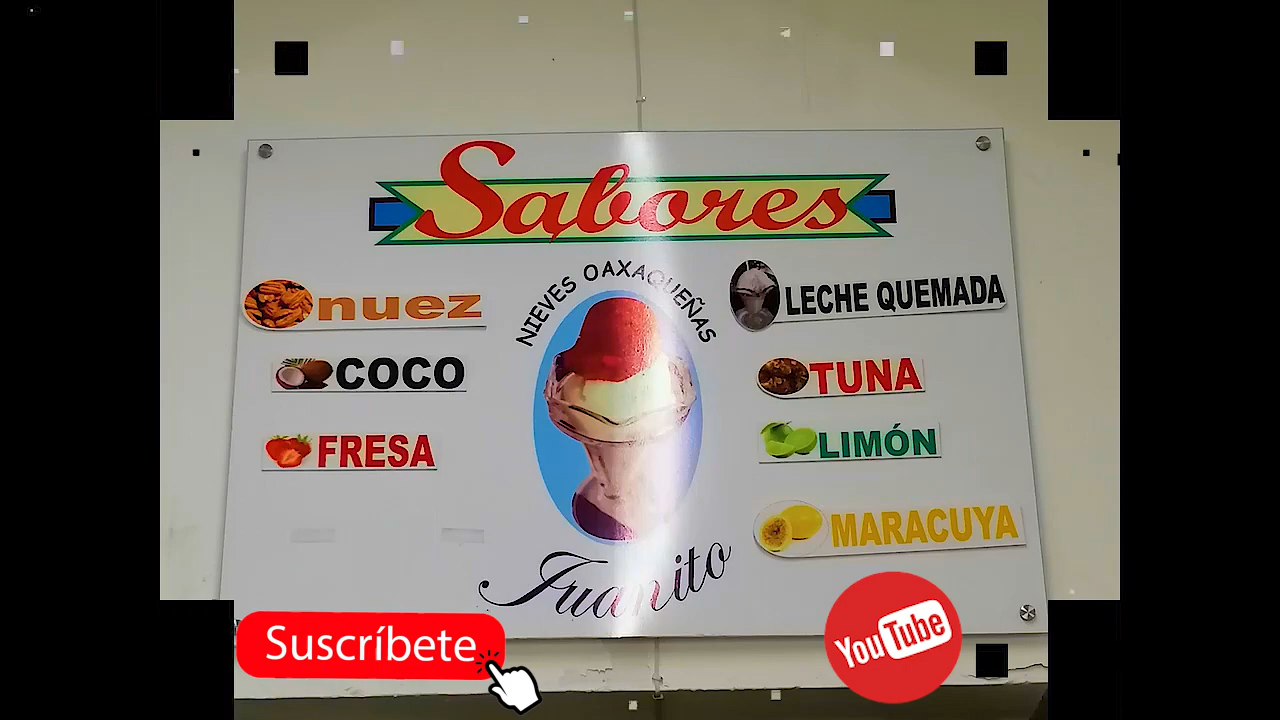 Sabores
NIEVES OAXAQUEÑAS
nuez
COCO
FRESA
LECHE QUEMADA
TUNA
LIMÓN
MARACUYA
Juanito
Suscríbete
YouTube